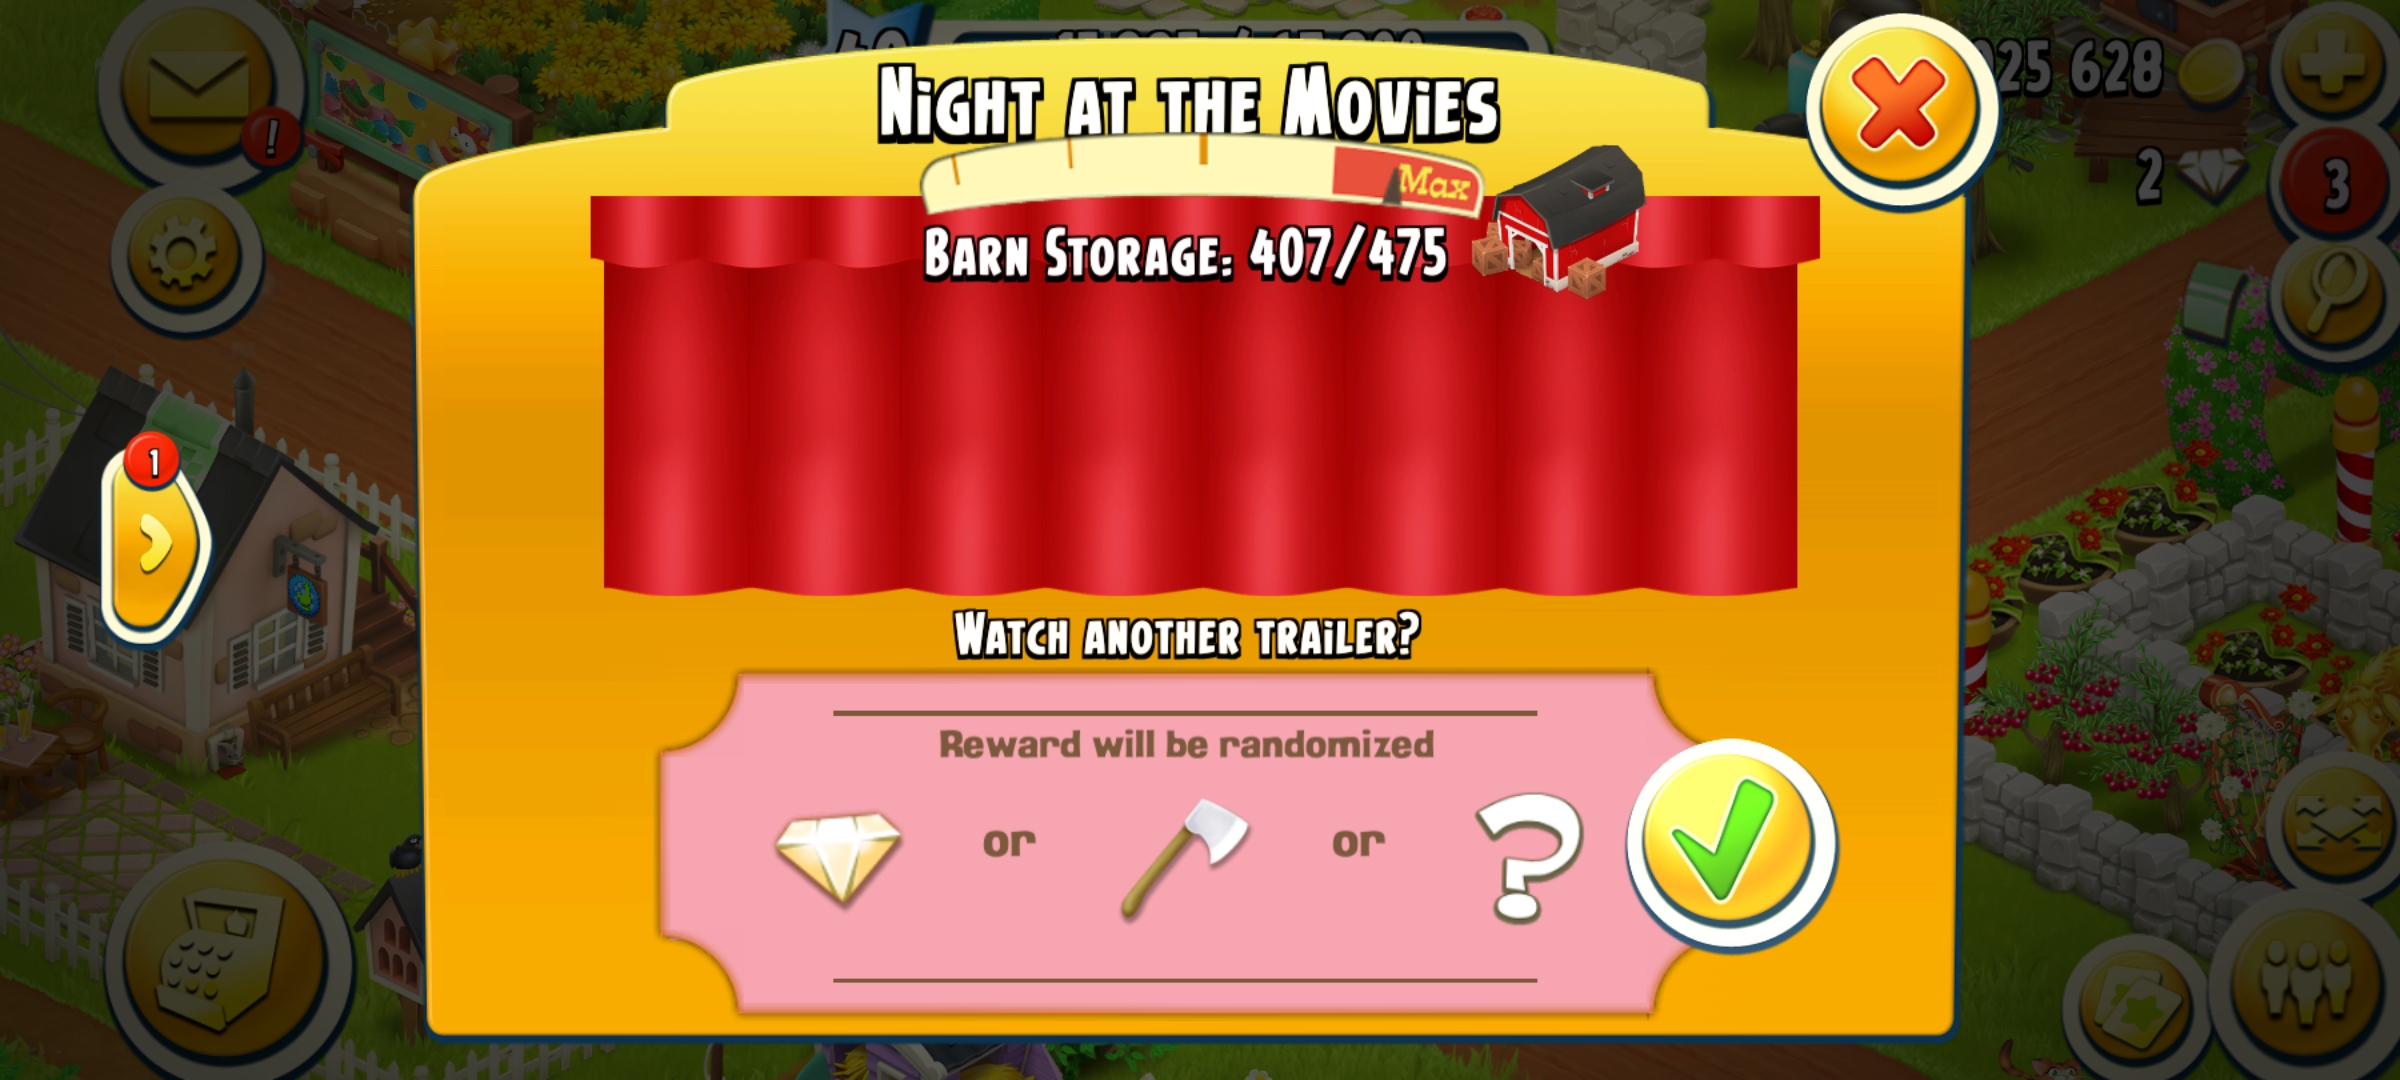 Night at the Movies
Max
Barn Storage: 407/475
Watch another trailer?
Reward will be randomized
or
or
?
!
1
3
2
25 628